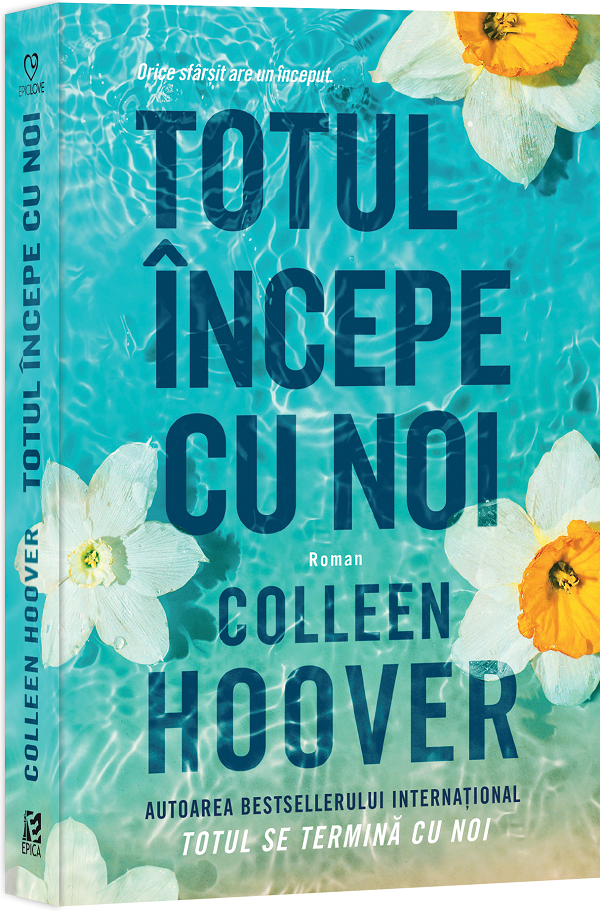 Orice sfârșit are un început.
TOTUL
ÎNCEPE
CU NOI
Roman
COLLEEN
HOOVER
AUTOAREA BESTSELLERULUI INTERNAȚIONAL
TOTUL SE TERMINĂ CU NOI
EPICLOVE
COLLEEN HOOVER TOTUL ÎNCEPE CU NOI
EPICA